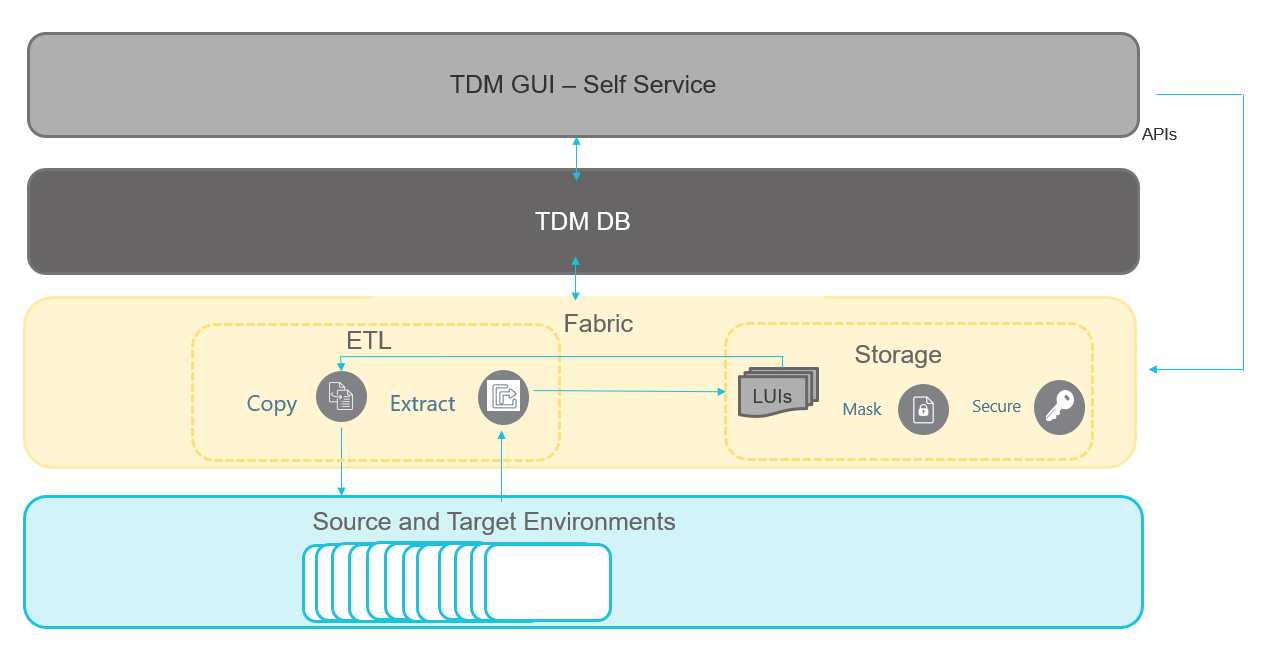 TDM GUI – Self Service
APIs
TDM DB
Fabric
ETL
Storage
Copy
Extract
LUIs
Mask
Secure
Source and Target Environments